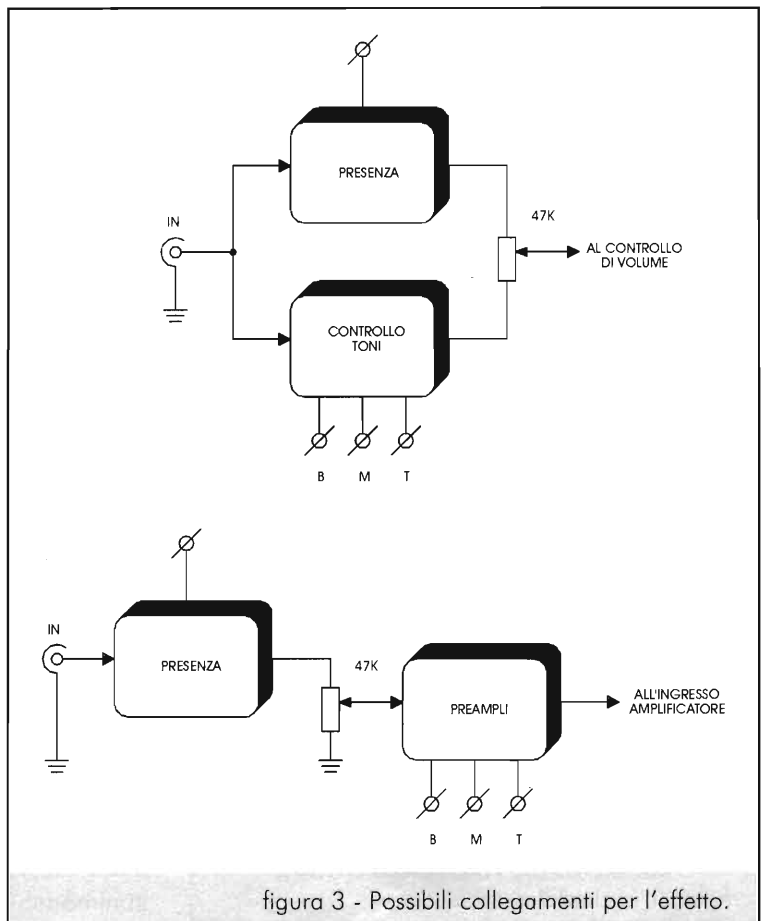 PRESENZA
IN
47K
AL CONTROLLO
DI VOLUME
CONTROLLO
TONI
B M T
IN
PRESENZA
47K
PREAMPLI
ALL'INGRESSO
AMPLIFICATORE
B M T
figura 3 - Possibili collegamenti per l'effetto.